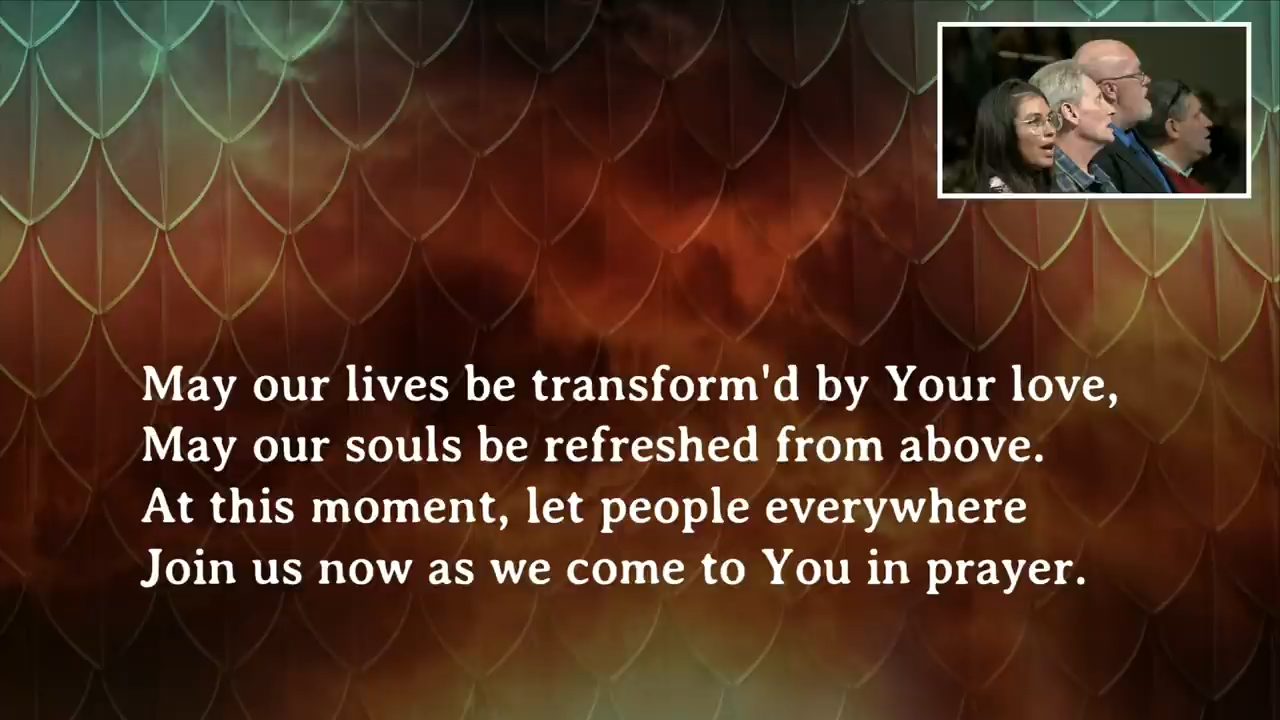 May our lives be transform'd by Your love,
May our souls be refreshed from above.
At this moment, let people everywhere
Join us now as we come to You in prayer.